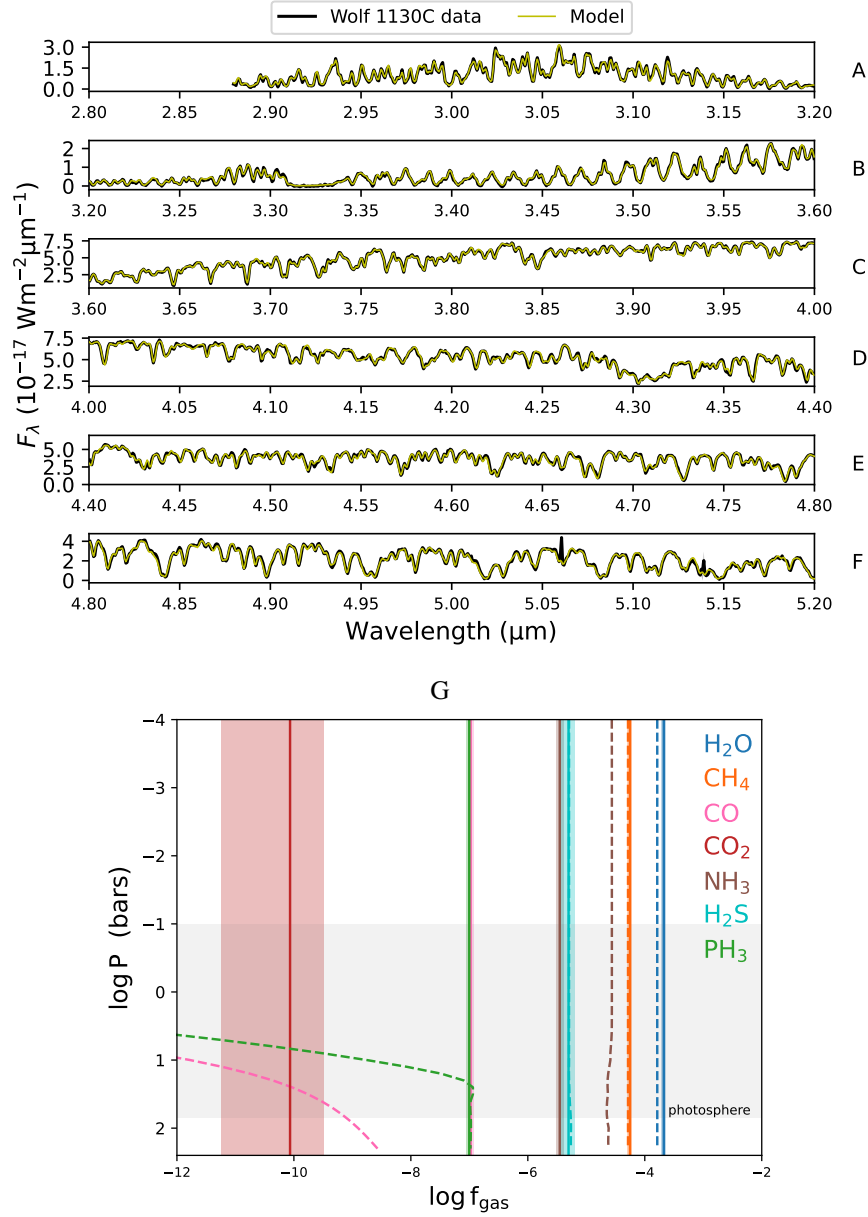 Wolf 1130C data Model
3.0
1.5
0.0
A
2.80 2.85 2.90 2.95 3.00 3.05 3.10 3.15 3.20
2
1
0
B
3.20 3.25 3.30 3.35 3.40 3.45 3.50 3.55 3.60
17.5
12.5
7.5
2.5
C
3.60 3.65 3.70 3.75 3.80 3.85 3.90 3.95 4.00
7.5
5.0
2.5
D
4.00 4.05 4.10 4.15 4.20 4.25 4.30 4.35 4.40
5.0
2.5
0.0
E
4.40 4.45 4.50 4.55 4.60 4.65 4.70 4.75 4.80
4
2
0
F
4.80 4.85 4.90 4.95 5.00 5.05 5.10 5.15 5.20
F_λ (10⁻¹⁷ Wm⁻²μm⁻¹)
Wavelength (μm)
G
−4
−3
−2
−1
0
1
2
log P (bars)
H₂O
CH₄
CO
CO₂
NH₃
H₂S
PH₃
photosphere
−12 −10 −8 −6 −4 −2
log f_gas